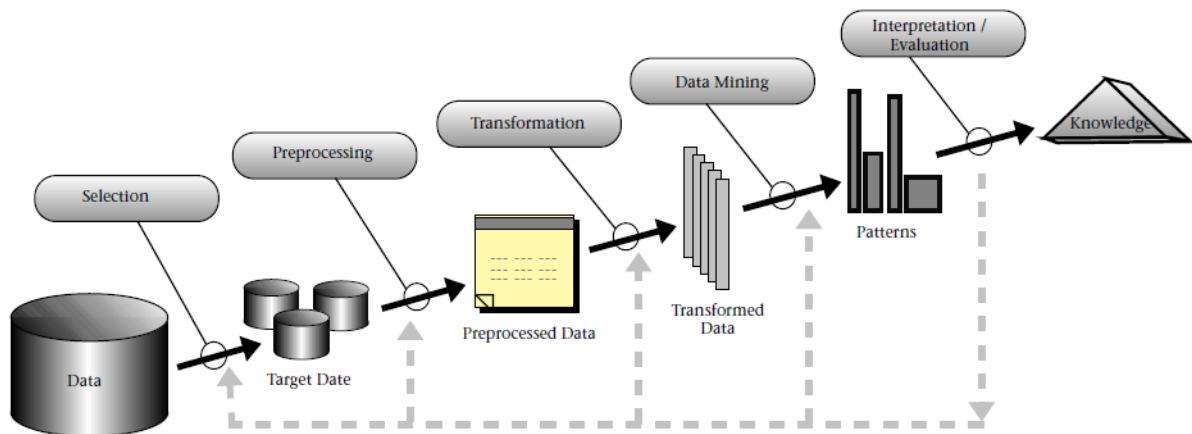 Interpretation /
Evaluation
Data Mining
Transformation
Preprocessing
Selection
Data
Target Date
Preprocessed Data
Transformed
Data
Patterns
Knowledge